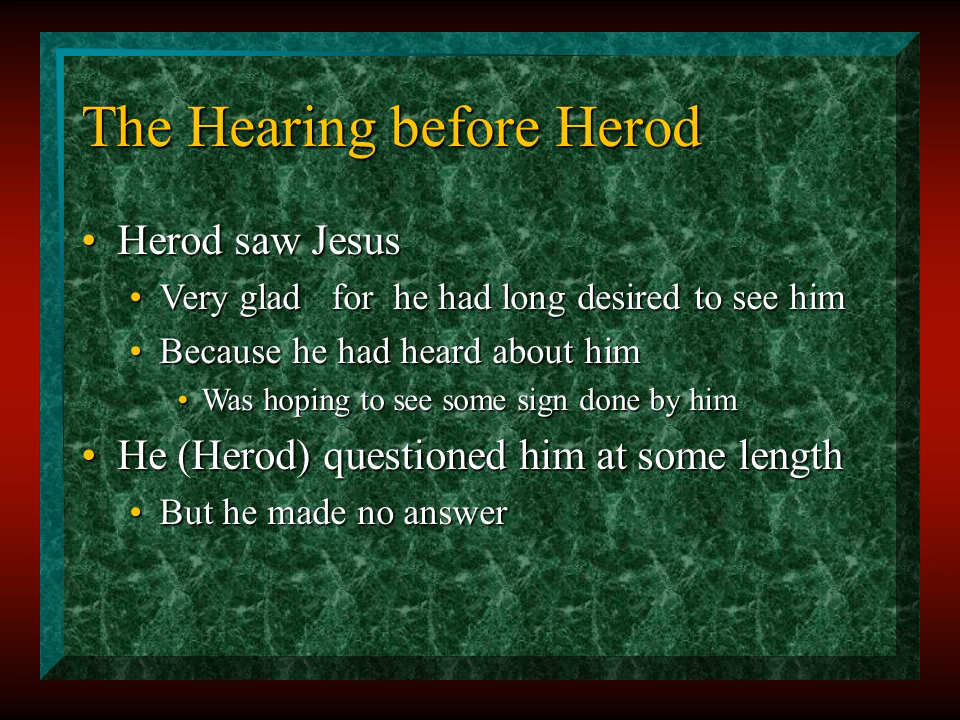 The Hearing before Herod
• Herod saw Jesus
• Very glad   for  he had long desired to see him
• Because he had heard about him
• Was hoping to see some sign done by him
• He (Herod) questioned him at some length
• But he made no answer